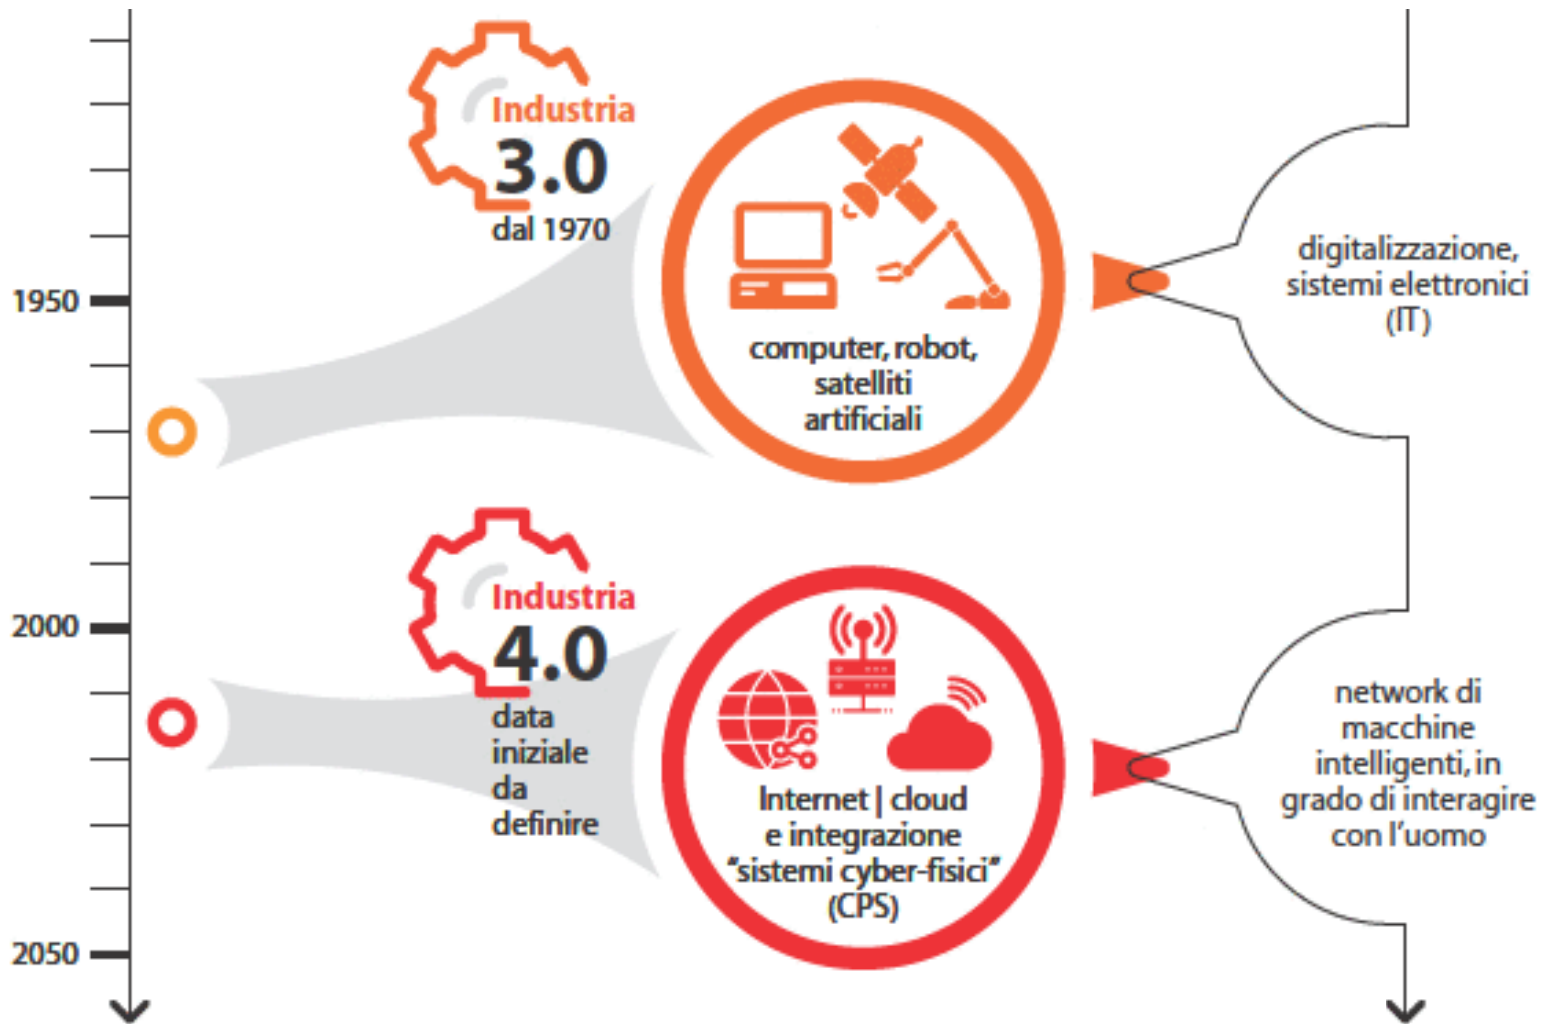 Industria
3.0
dal 1970
1950
computer, robot,
satelliti
artificiali
digitalizzazione,
sistemi elettronici
(IT)
Industria
4.0
data
iniziale
da
definire
2000
Internet | cloud
e integrazione
“sistemi cyber-fisici”
(CPS)
network di
macchine
intelligenti, in
grado di interagire
con l’uomo
2050